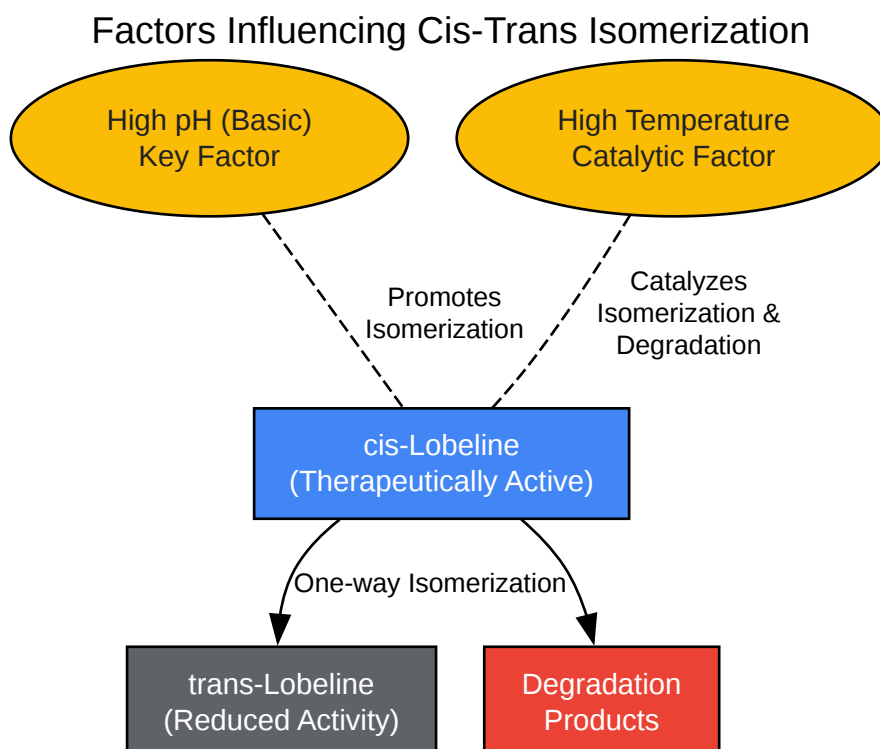 Factors Influencing Cis-Trans Isomerization
High pH (Basic)
Key Factor
High Temperature
Catalytic Factor
Promotes
Isomerization
Catalyzes
Isomerization &
Degradation
cis-Lobeline
(Therapeutically Active)
One-way Isomerization
trans-Lobeline
(Reduced Activity)
Degradation
Products